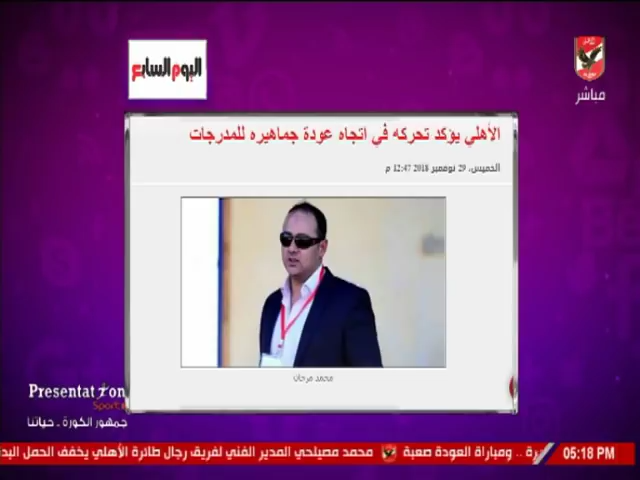 اليوم السابع
مباشر
الأهلي يؤكد تحركه في اتجاه عودة جماهيره للمدرجات
الخميس، 29 نوفمبر 2018 12:47 م
محمد مرجان
Presentation
Sports
جمهور الكورة - حياتنا
رة .. ومباراة العودة صعبة محمد مصيلحي المدير الفني لفريق رجال طائرة الأهلي يخفف الحمل البد
05:18 PM